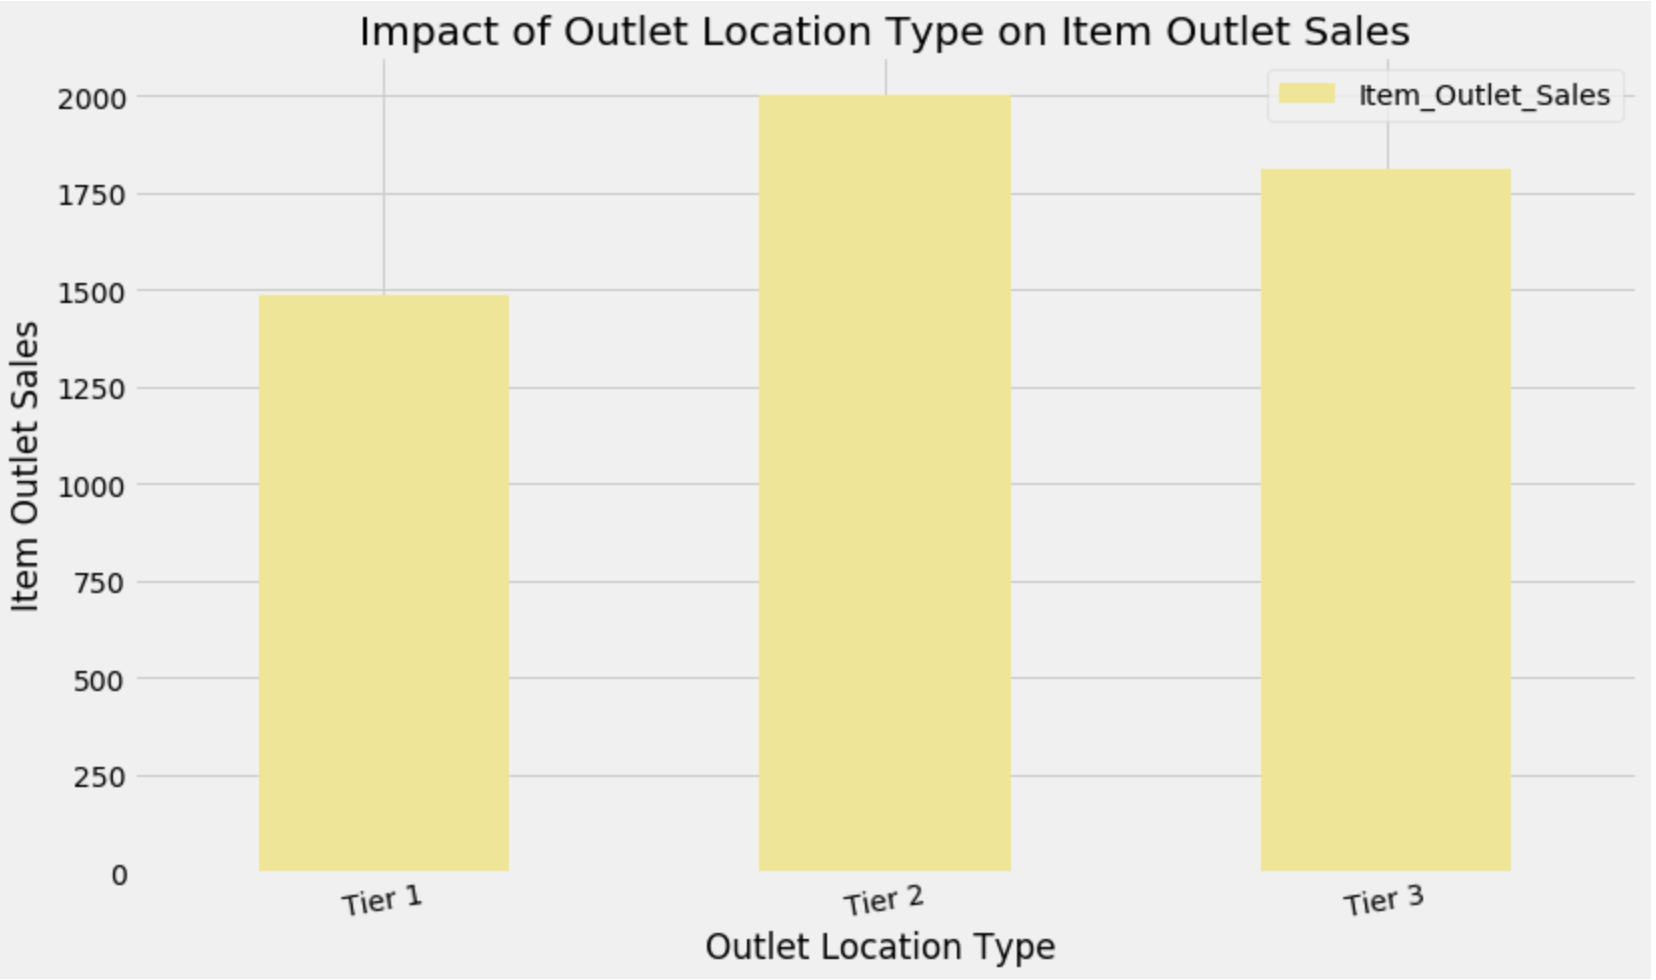 Impact of Outlet Location Type on Item Outlet Sales
Item_Outlet_Sales
Item Outlet Sales
2000
1750
1500
1250
1000
750
500
250
0
Tier 1
Tier 2
Tier 3
Outlet Location Type